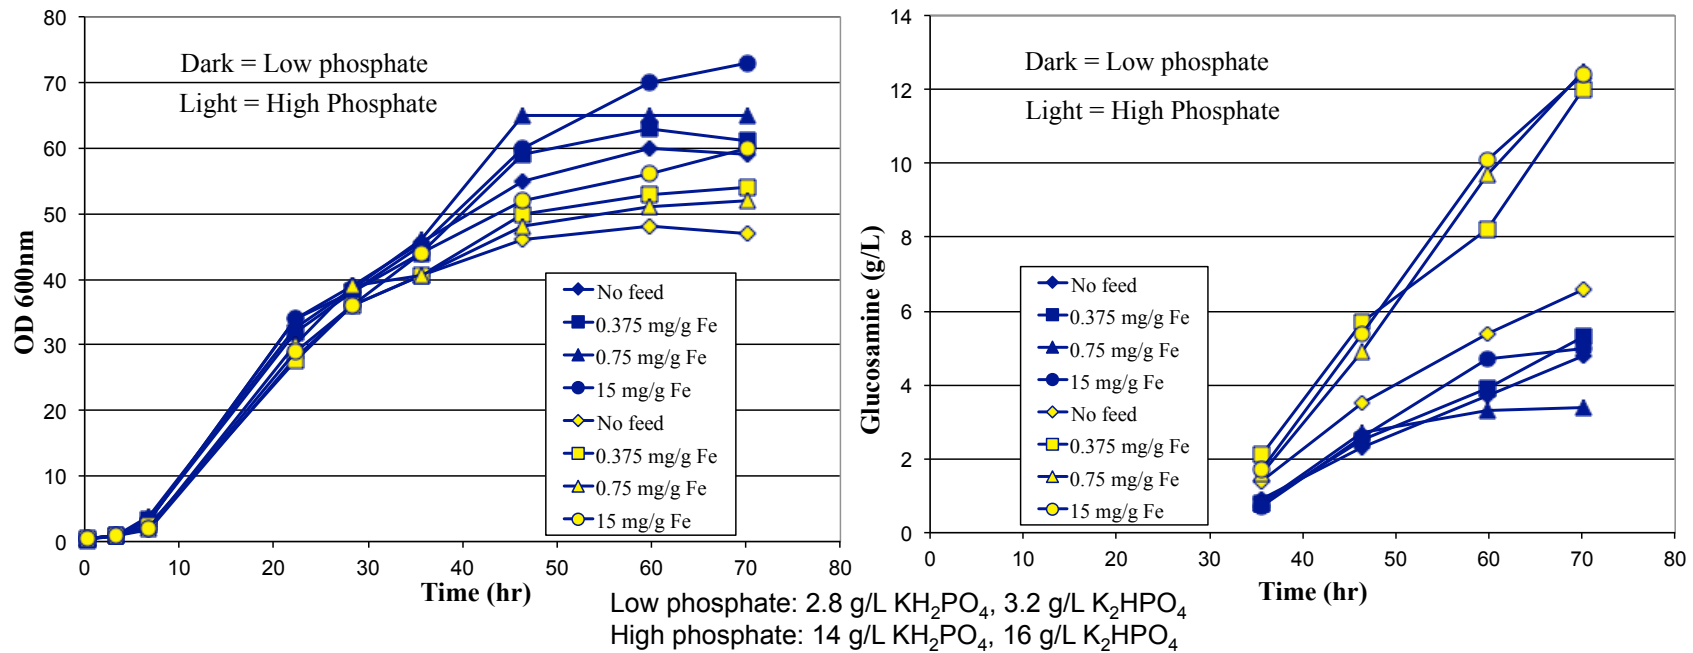 80
70
60
50
40
30
20
10
0
OD 600nm
Dark = Low phosphate
Light = High Phosphate
No feed
0.375 mg/g Fe
0.75 mg/g Fe
15 mg/g Fe
No feed
0.375 mg/g Fe
0.75 mg/g Fe
15 mg/g Fe
0 10 20 30 40 50 60 70 80
Time (hr)
14
12
10
8
6
4
2
0
Glucosamine (g/L)
Dark = Low phosphate
Light = High Phosphate
No feed
0.375 mg/g Fe
0.75 mg/g Fe
15 mg/g Fe
No feed
0.375 mg/g Fe
0.75 mg/g Fe
15 mg/g Fe
0 10 20 30 40 50 60 70 80
Time (hr)
Low phosphate: 2.8 g/L KH₂PO₄, 3.2 g/L K₂HPO₄
High phosphate: 14 g/L KH₂PO₄, 16 g/L K₂HPO₄